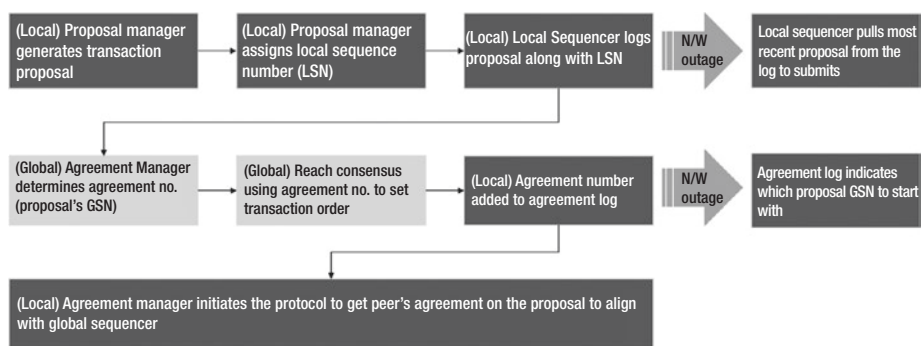 (Local) Proposal manager
generates transaction
proposal
(Local) Proposal manager
assigns local sequence
number (LSN)
(Local) Local Sequencer logs
proposal along with LSN
N/W
outage
Local sequencer pulls most
recent proposal from the
log to submits
(Global) Agreement Manager
determines agreement no.
(proposal's GSN)
(Global) Reach consensus
using agreement no. to set
transaction order
(Local) Agreement number
added to agreement log
N/W
outage
Agreement log indicates
which proposal GSN to start
with
(Local) Agreement manager initiates the protocol to get peer's agreement on the proposal to align
with global sequencer